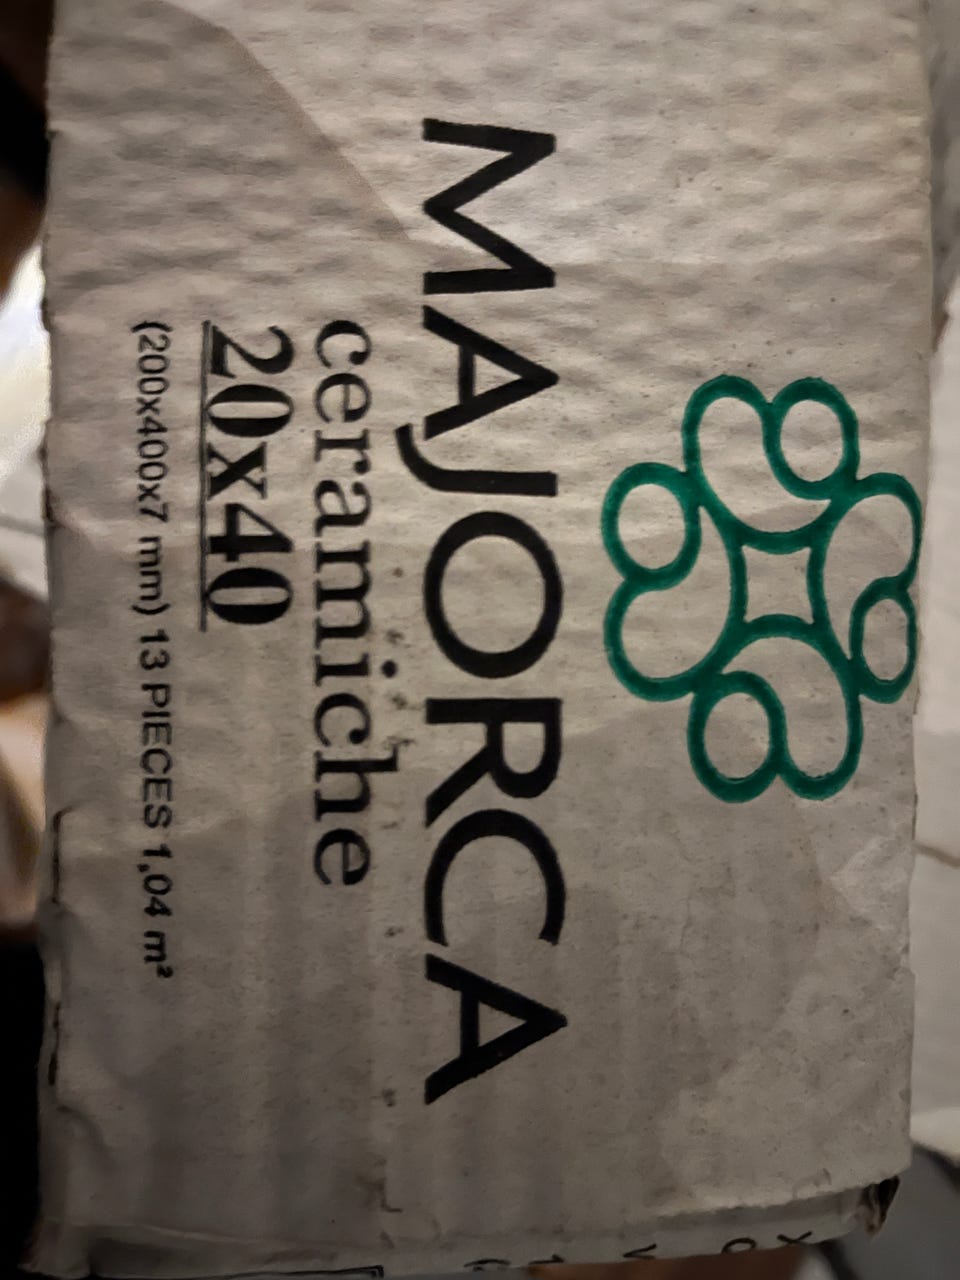 MAJORCA
ceramiche
20x40
(200x400x7 mm) 13 PIECES 1,04 m²